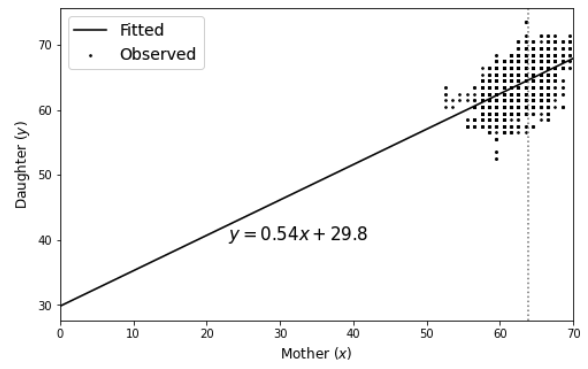 Fitted
Observed
70
60
50
40
30
Daughter (y)
y = 0.54x + 29.8
0 10 20 30 40 50 60 70
Mother (x)